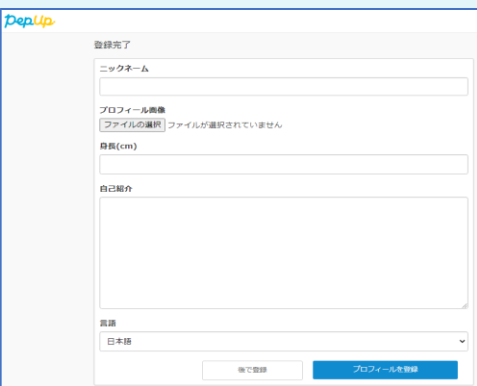 PepUp
登録完了
ニックネーム
プロフィール画像
ファイルの選択 ファイルが選択されていません
身長(cm)
自己紹介
言語
日本語
後で登録 プロフィールを登録